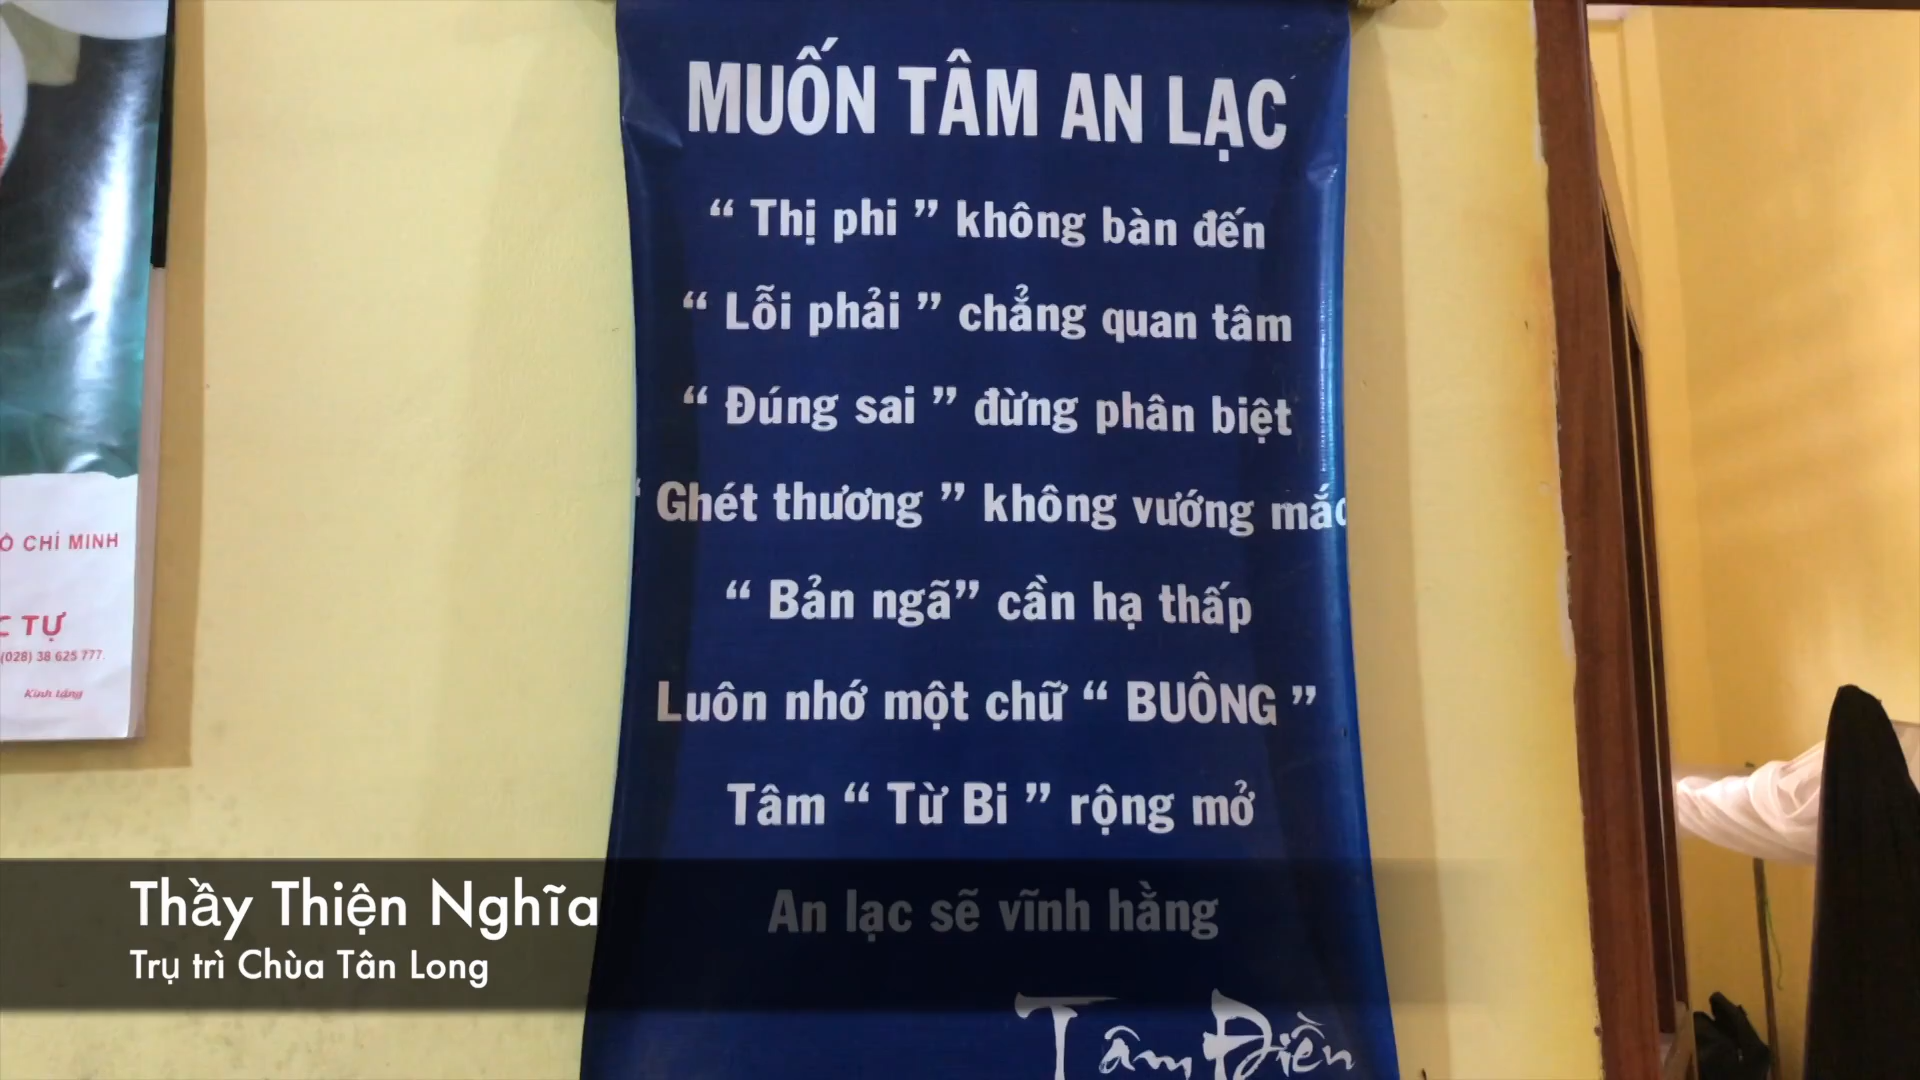 MUỐN TÂM AN LẠC
“ Thị phi ” không bàn đến
“ Lỗi phải ” chẳng quan tâm
“ Đúng sai ” đừng phân biệt
“ Ghét thương ” không vướng mắc
“ Bản ngã” cần hạ thấp
Luôn nhớ một chữ “ BUÔNG ”
Tâm “ Từ Bi ” rộng mở
An lạc sẽ vĩnh hằng
Tâm Điền
Ồ CHÍ MINH
C TỰ
(028) 38 625 777
Kính tặng
Thầy Thiện Nghĩa
Trụ trì Chùa Tân Long